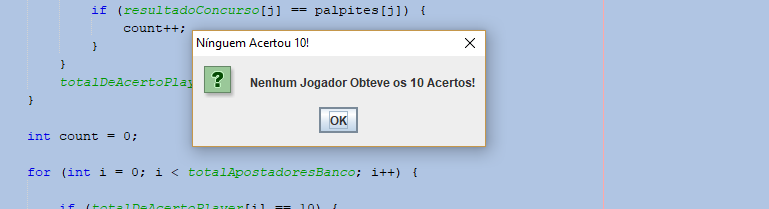 if (resultadoConcurso[j] == palpites[j]) {
count++;
}
}
totalDeAcertoPlay
}
int count = 0;
for (int i = 0; i < totalApostadoresBanco; i++) {
if (totalDeAcertoPlayer[i] == 10) {
Nínguem Acertou 10!
?
Nenhum Jogador Obteve os 10 Acertos!
OK